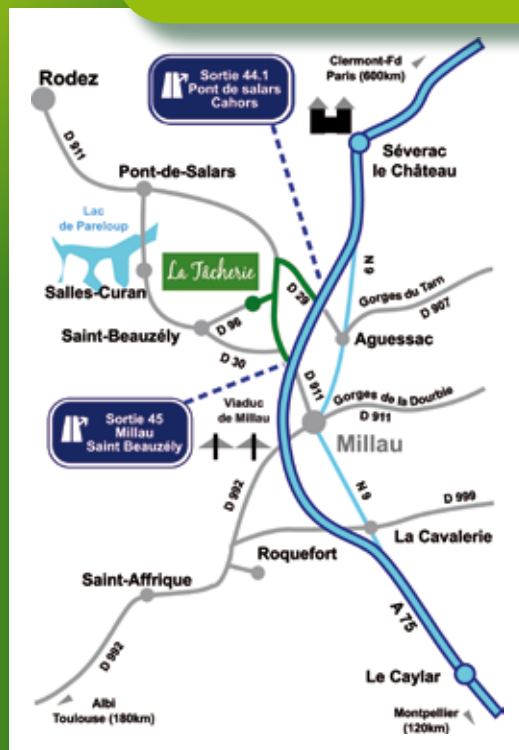 Clermont-Fd
Paris (600km)
Sortie 44.1
Pont de salars
Cahors
Rodez
D 911
Séverac
le Château
Pont-de-Salars
Lac
de Pareloup
N 9
La Tâcherie
Gorges du Tarn
D 907
D 29
Salles-Curan
D 96
Saint-Beauzély
Aguessac
D 30
D 911
Gorges de la Dourbie
D 911
Viaduc
de Millau
Sortie 45
Millau
Saint Beauzély
Millau
D 992
N 9
D 999
La Cavalerie
Roquefort
Saint-Affrique
A 75
D 992
Le Caylar
Albi
Toulouse (180km)
Montpellier
(120km)